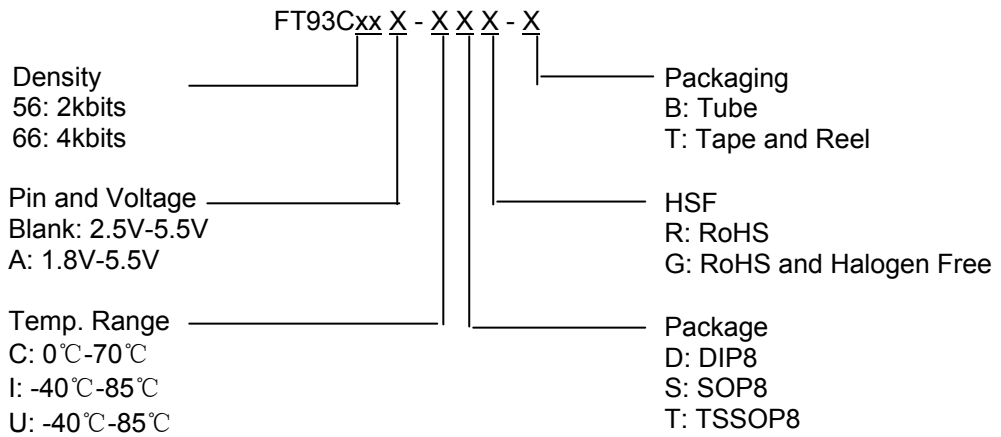 FT93Cxx X - X X X - X
Density
56: 2kbits
66: 4kbits
Pin and Voltage
Blank: 2.5V-5.5V
A: 1.8V-5.5V
Temp. Range
C: 0℃-70℃
I: -40℃-85℃
U: -40℃-85℃
Packaging
B: Tube
T: Tape and Reel
HSF
R: RoHS
G: RoHS and Halogen Free
Package
D: DIP8
S: SOP8
T: TSSOP8